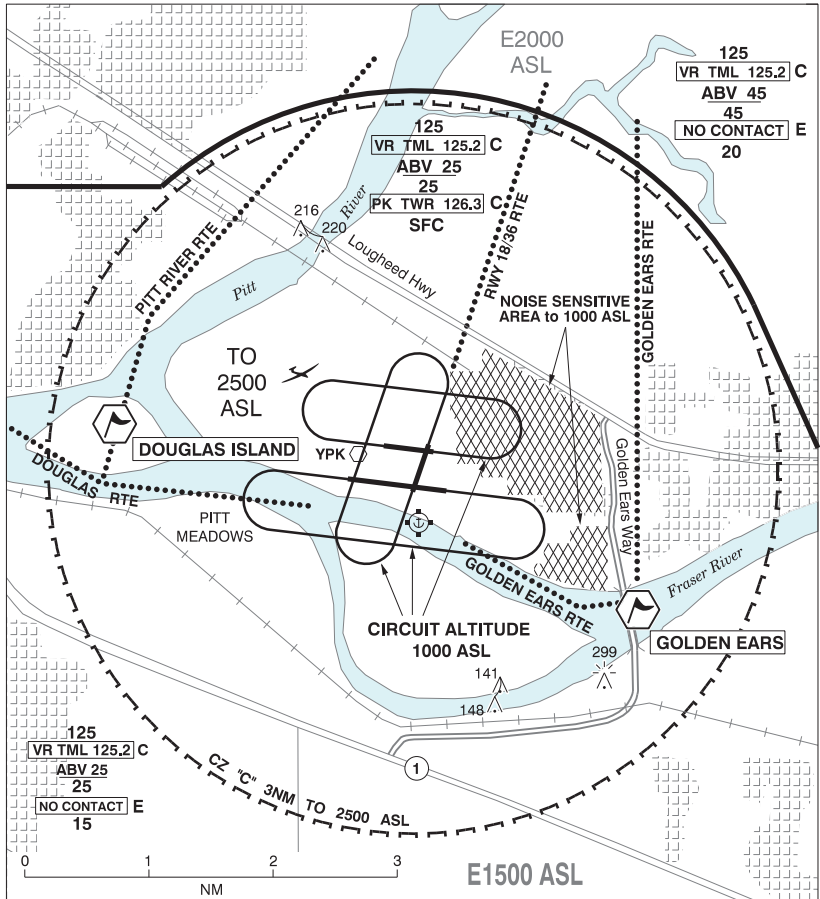 E2000
ASL
125
VR TML 125.2 C
ABV 45
45
NO CONTACT E
20
125
VR TML 125.2 C
ABV 25
25
PK TWR 126.3 C
SFC
PITT RIVER RTE
216
220
River
Pitt
Lougheed Hwy
RWY 18/36 RTE
GOLDEN EARS RTE
NOISE SENSITIVE
AREA to 1000 ASL
TO
2500
ASL
DOUGLAS ISLAND
YPK
DOUGLAS RTE
PITT
MEADOWS
Golden Ears Way
GOLDEN EARS RTE
Fraser River
CIRCUIT ALTITUDE
1000 ASL
GOLDEN EARS
299
141
148
125
VR TML 125.2 C
ABV 25
25
NO CONTACT E
15
CZ "C" 3NM TO 2500 ASL
1
0 1 2 3
NM
E1500 ASL